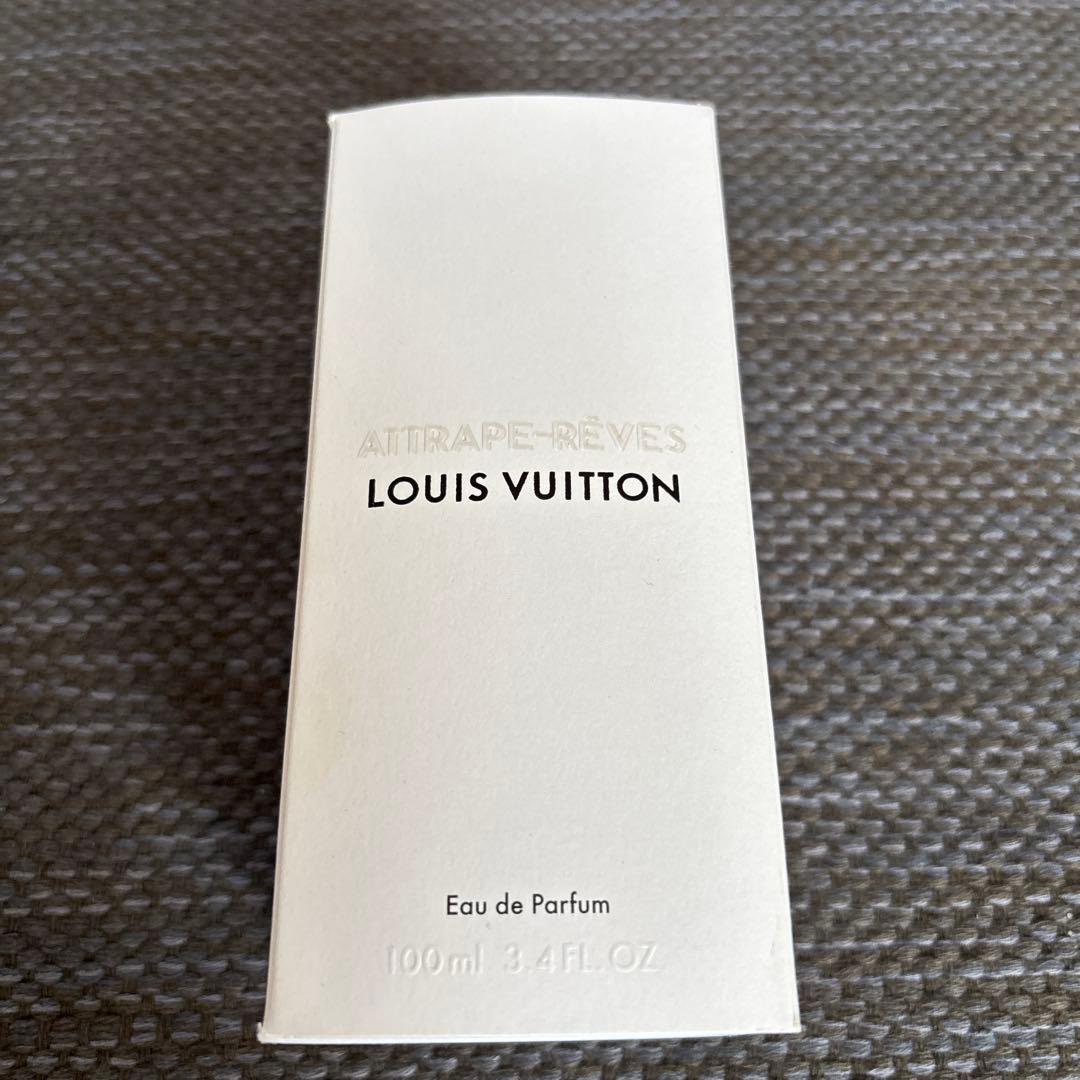 ATTRAPE-RÊVES
LOUIS VUITTON
Eau de Parfum
100ml 3.4FL.OZ